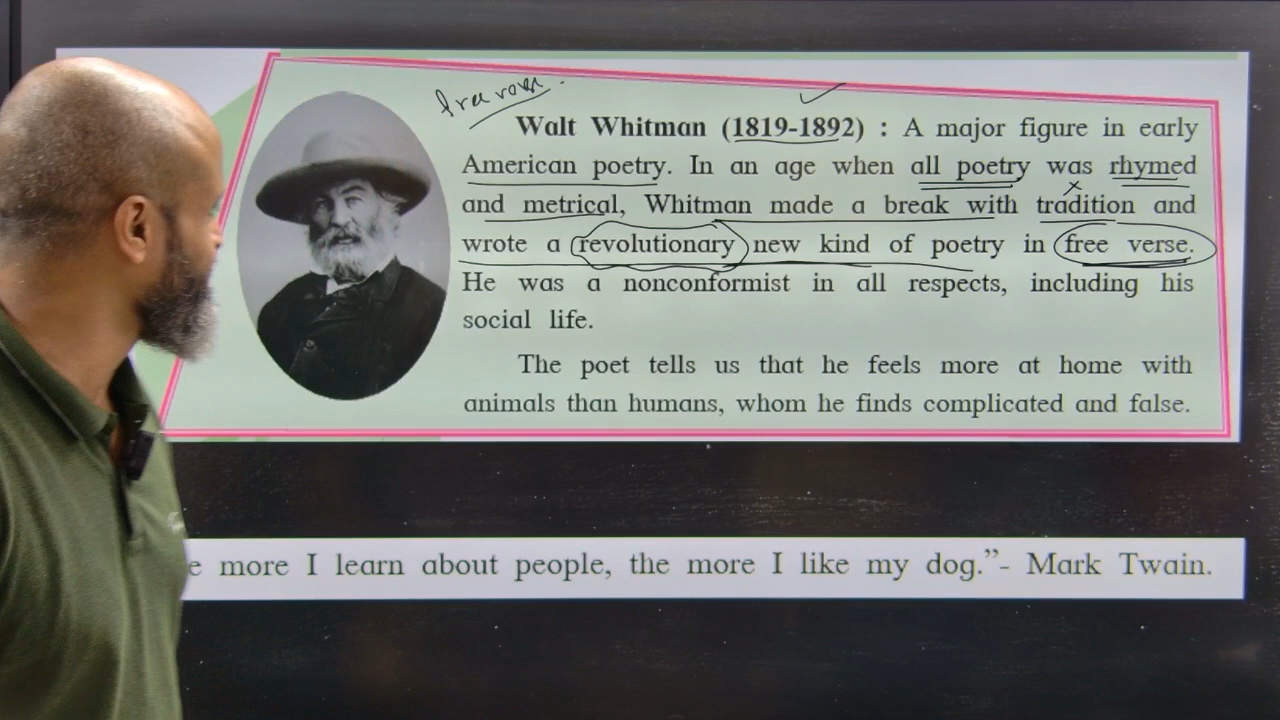 free verse.
Walt Whitman (1819-1892) : A major figure in early
American poetry. In an age when all poetry was rhymed
and metrical, Whitman made a break with tradition and
wrote a revolutionary new kind of poetry in free verse.
He was a nonconformist in all respects, including his
social life.
The poet tells us that he feels more at home with
animals than humans, whom he finds complicated and false.
e more I learn about people, the more I like my dog.”- Mark Twain.